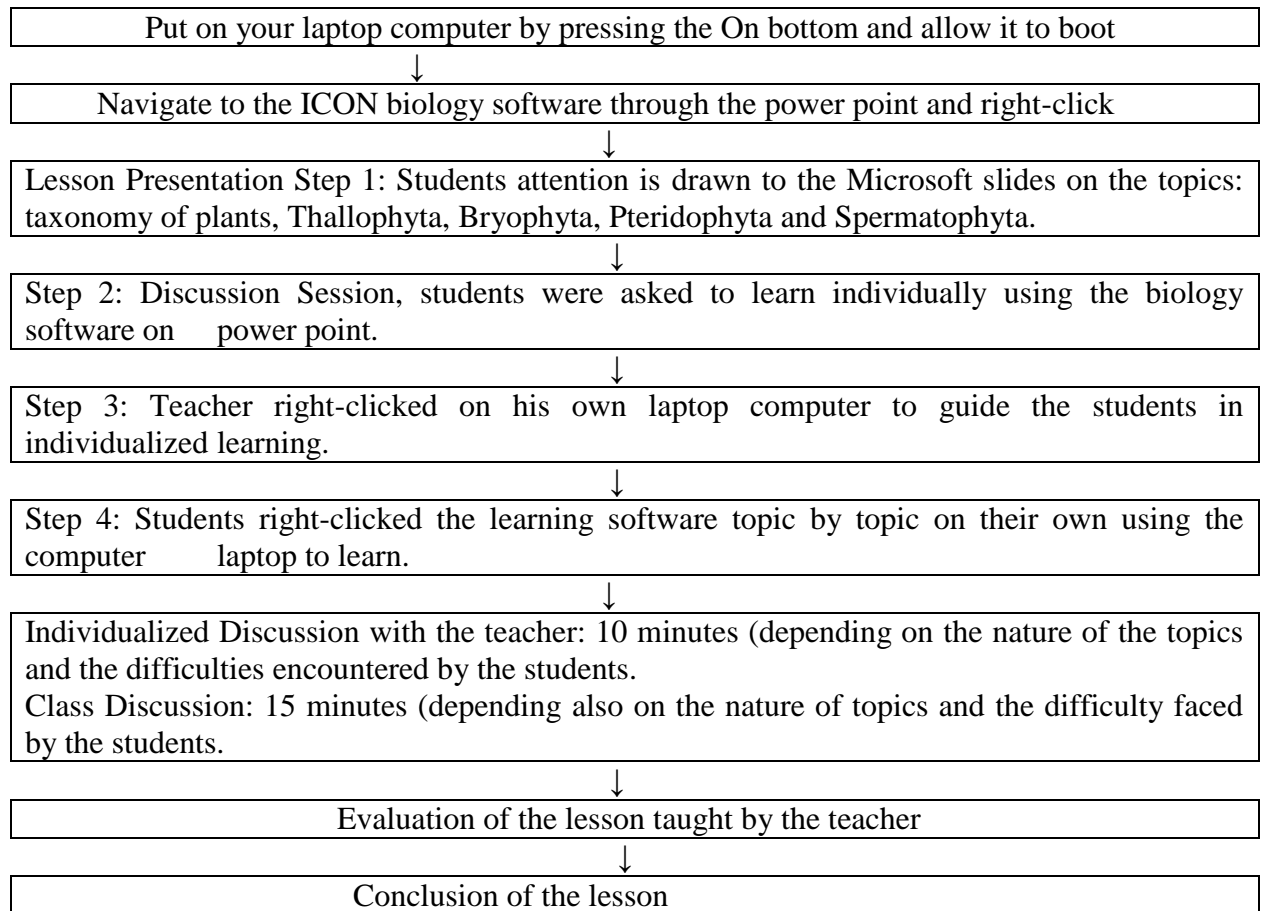 Put on your laptop computer by pressing the On bottom and allow it to boot
↓
Navigate to the ICON biology software through the power point and right-click
↓
Lesson Presentation Step 1: Students attention is drawn to the Microsoft slides on the topics:
taxonomy of plants, Thallophyta, Bryophyta, Pteridophyta and Spermatophyta.
↓
Step 2: Discussion Session, students were asked to learn individually using the biology
software on power point.
↓
Step 3: Teacher right-clicked on his own laptop computer to guide the students in
individualized learning.
↓
Step 4: Students right-clicked the learning software topic by topic on their own using the
computer laptop to learn.
↓
Individualized Discussion with the teacher: 10 minutes (depending on the nature of the topics
and the difficulties encountered by the students.
Class Discussion: 15 minutes (depending also on the nature of topics and the difficulty faced
by the students.
↓
Evaluation of the lesson taught by the teacher
↓
Conclusion of the lesson